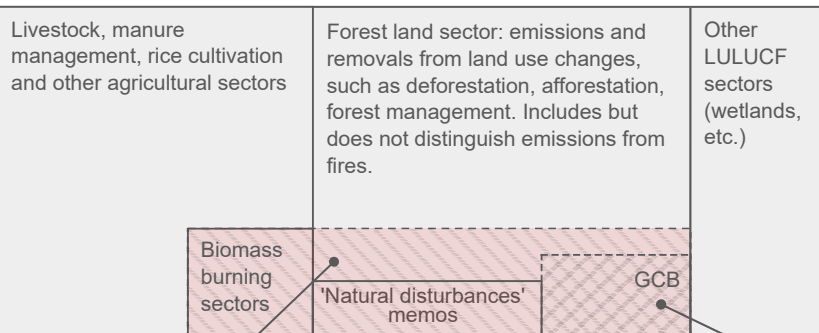 Livestock, manure
management, rice cultivation
and other agricultural sectors
Forest land sector: emissions and
removals from land use changes,
such as deforestation, afforestation,
forest management. Includes but
does not distinguish emissions from
fires.
Other
LULUCF
sectors
(wetlands,
etc.)
Biomass
burning
sectors
'Natural disturbances'
memos
GCB